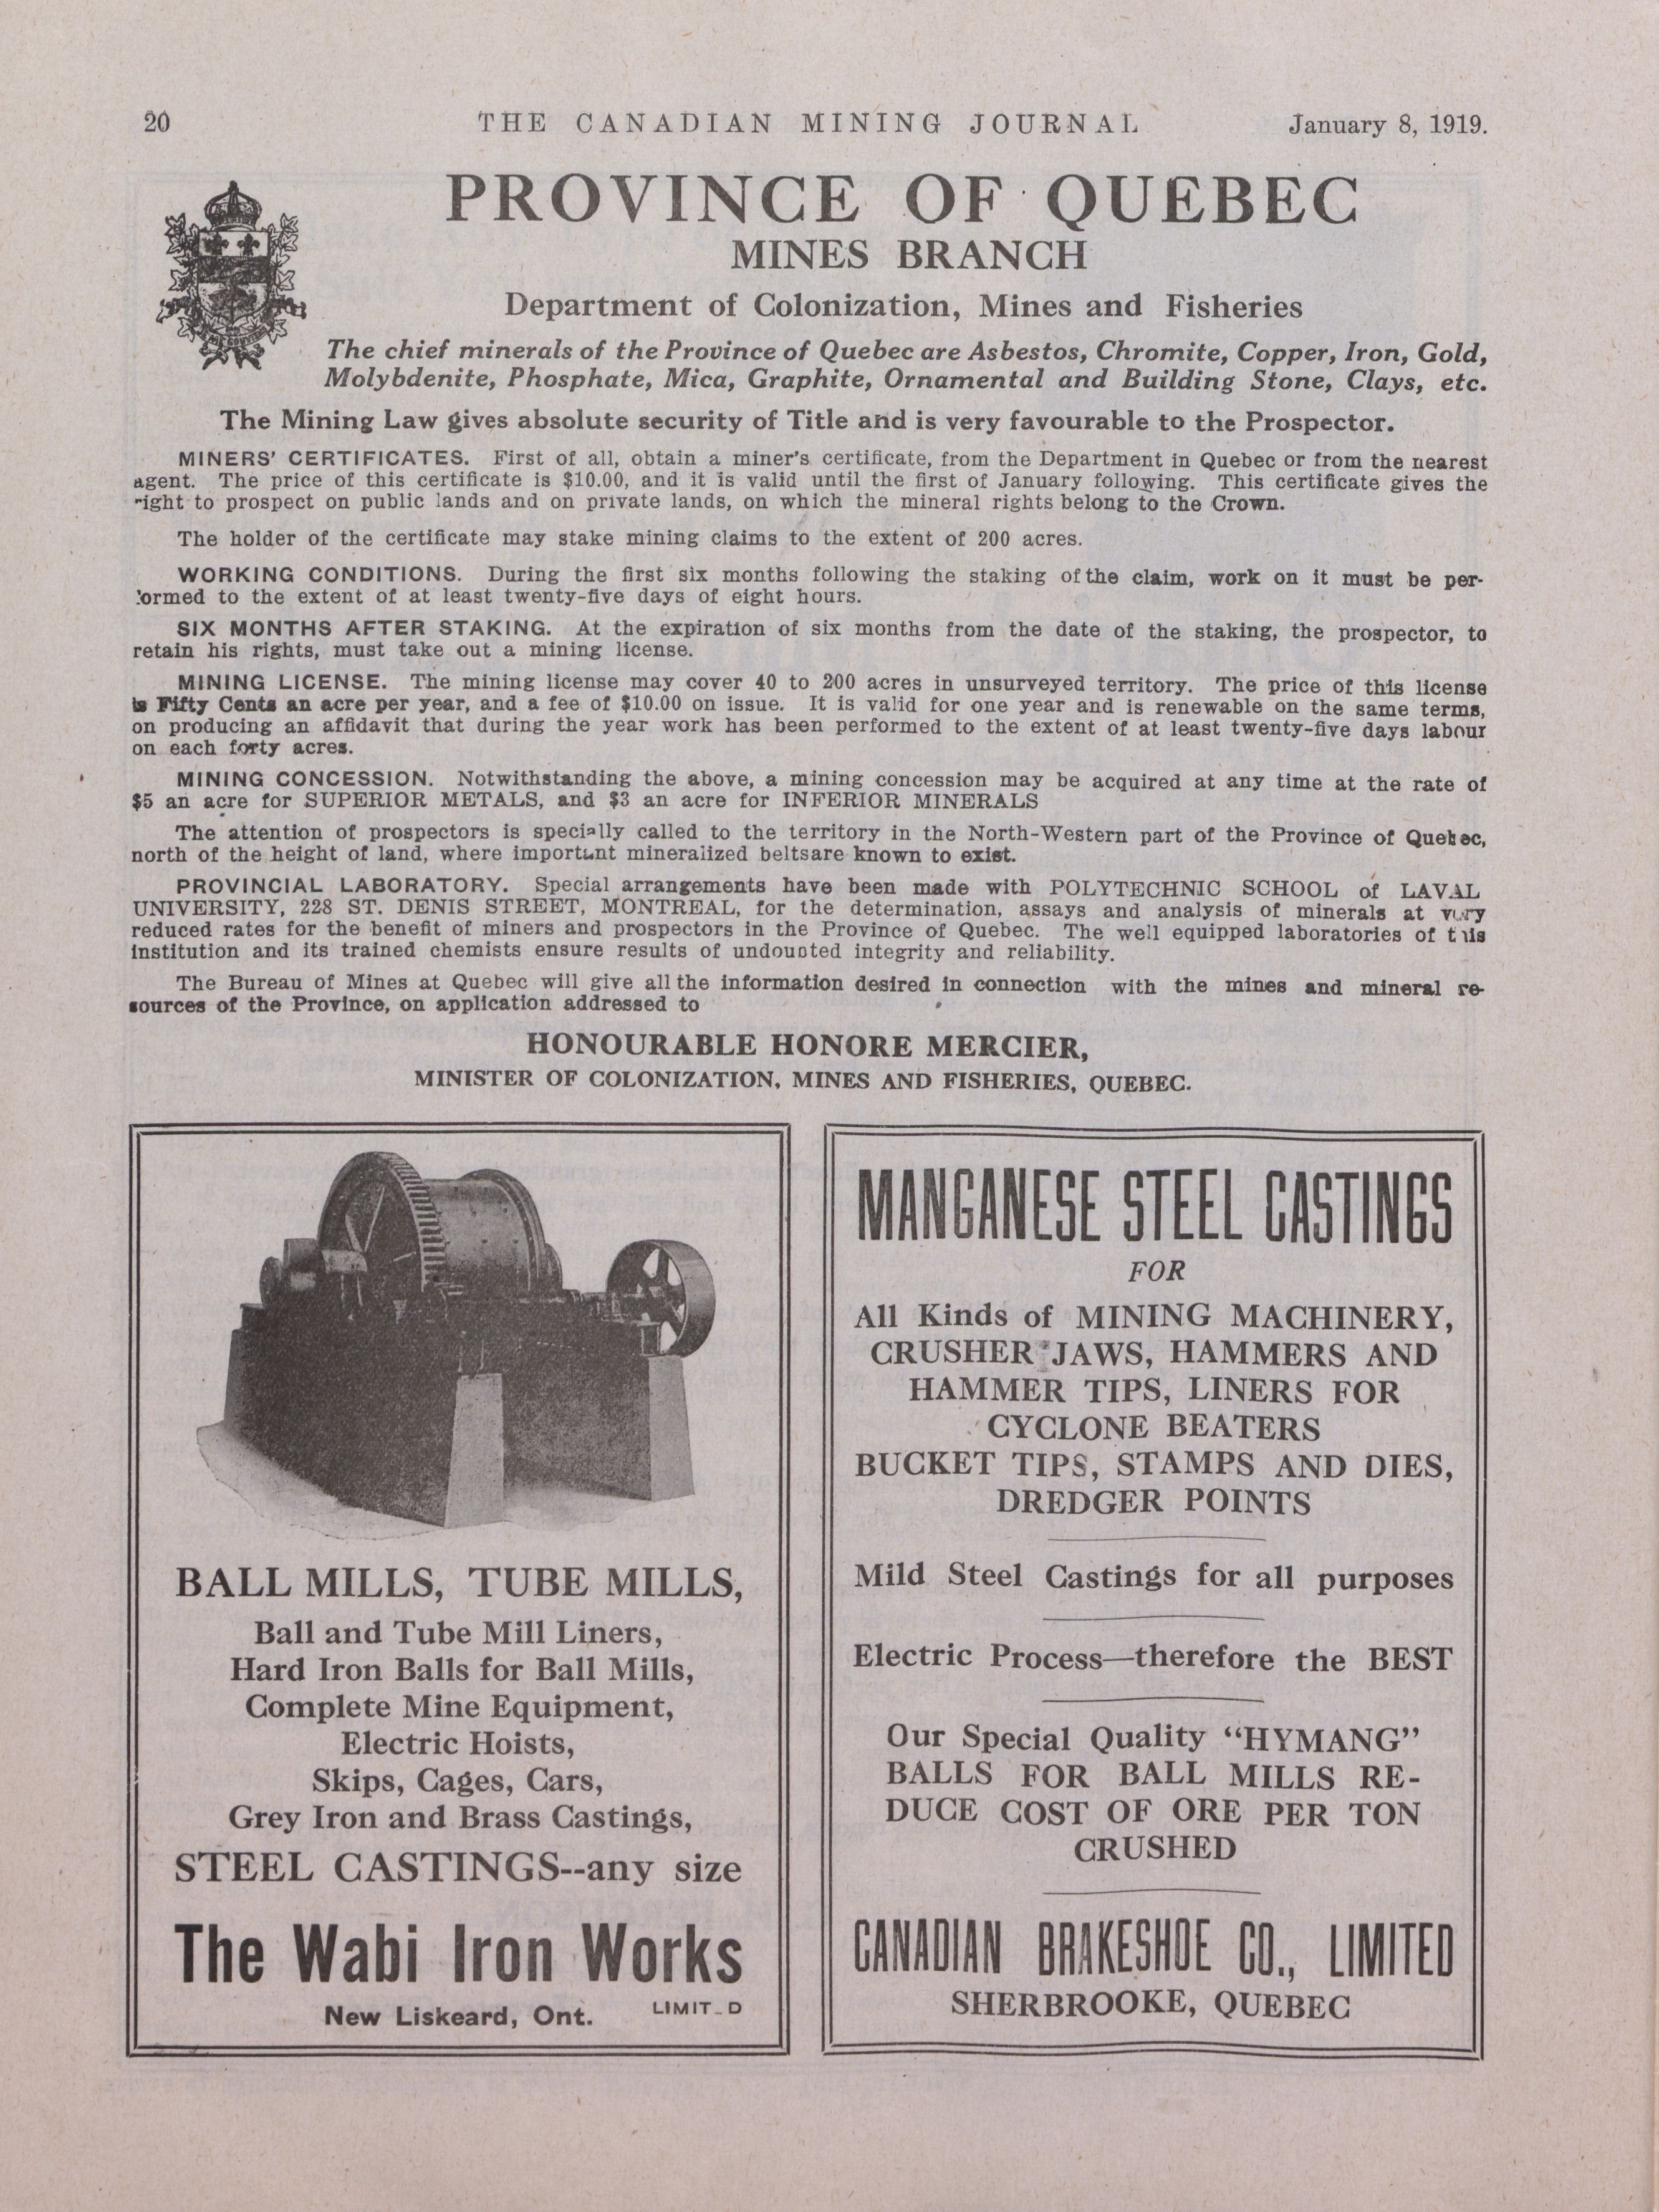 20 THE CANADIAN MINING JOURNAL January 8, 1919.
PROVINCE OF QUEBEC
MINES BRANCH
Department of Colonization, Mines and Fisheries
The chief minerals of the Province of Quebec are Asbestos, Chromite, Copper, Iron, Gold,
Molybdenite, Phosphate, Mica, Graphite, Ornamental and Building Stone, Clays, etc.
The Mining Law gives absolute security of Title and is very favourable to the Prospector.
MINERS' CERTIFICATES. First of all, obtain a miner's certificate, from the Department in Quebec or from the nearest
agent. The price of this certificate is $10.00, and it is valid until the first of January following. This certificate gives the
right to prospect on public lands and on private lands, on which the mineral rights belong to the Crown.
The holder of the certificate may stake mining claims to the extent of 200 acres.
WORKING CONDITIONS. During the first six months following the staking of the claim, work on it must be per-
formed to the extent of at least twenty-five days of eight hours.
SIX MONTHS AFTER STAKING. At the expiration of six months from the date of the staking, the prospector, to
retain his rights, must take out a mining license.
MINING LICENSE. The mining license may cover 40 to 200 acres in unsurveyed territory. The price of this license
is Fifty Cents an acre per year, and a fee of $10.00 on issue. It is valid for one year and is renewable on the same terms,
on producing an affidavit that during the year work has been performed to the extent of at least twenty-five days labour
on each forty acres.
MINING CONCESSION. Notwithstanding the above, a mining concession may be acquired at any time at the rate of
$5 an acre for SUPERIOR METALS, and $3 an acre for INFERIOR MINERALS
The attention of prospectors is specially called to the territory in the North-Western part of the Province of Quebec,
north of the height of land, where important mineralized beltsare known to exist.
PROVINCIAL LABORATORY. Special arrangements have been made with POLYTECHNIC SCHOOL of LAVAL
UNIVERSITY, 228 ST. DENIS STREET, MONTREAL, for the determination, assays and analysis of minerals at very
reduced rates for the benefit of miners and prospectors in the Province of Quebec. The well equipped laboratories of this
institution and its trained chemists ensure results of undoubted integrity and reliability.
The Bureau of Mines at Quebec will give all the information desired in connection with the mines and mineral re-
sources of the Province, on application addressed to
HONOURABLE HONORE MERCIER,
MINISTER OF COLONIZATION, MINES AND FISHERIES, QUEBEC.
BALL MILLS, TUBE MILLS,
Ball and Tube Mill Liners,
Hard Iron Balls for Ball Mills,
Complete Mine Equipment,
Electric Hoists,
Skips, Cages, Cars,
Grey Iron and Brass Castings,
STEEL CASTINGS--any size
The Wabi Iron Works
New Liskeard, Ont. LIMIT_D
MANGANESE STEEL CASTINGS
FOR
All Kinds of MINING MACHINERY,
CRUSHER JAWS, HAMMERS AND
HAMMER TIPS, LINERS FOR
CYCLONE BEATERS
BUCKET TIPS, STAMPS AND DIES,
DREDGER POINTS
Mild Steel Castings for all purposes
Electric Process—therefore the BEST
Our Special Quality "HYMANG"
BALLS FOR BALL MILLS RE-
DUCE COST OF ORE PER TON
CRUSHED
CANADIAN BRAKESHOE CO., LIMITED
SHERBROOKE, QUEBEC